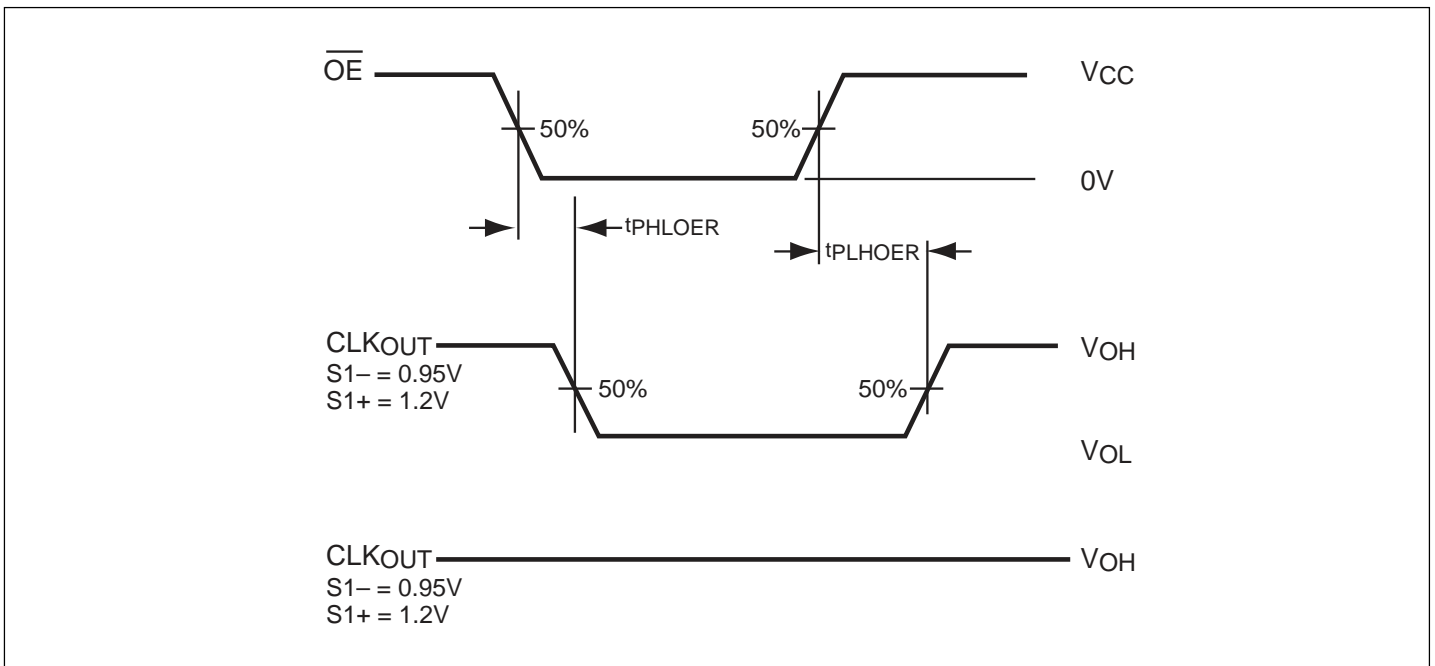 OE VCC
50% 50%
0V
tPHLOER
tPLHOER
CLKOUT VOH
S1– = 0.95V
S1+ = 1.2V
50% 50%
VOL
CLKOUT VOH
S1– = 0.95V
S1+ = 1.2V